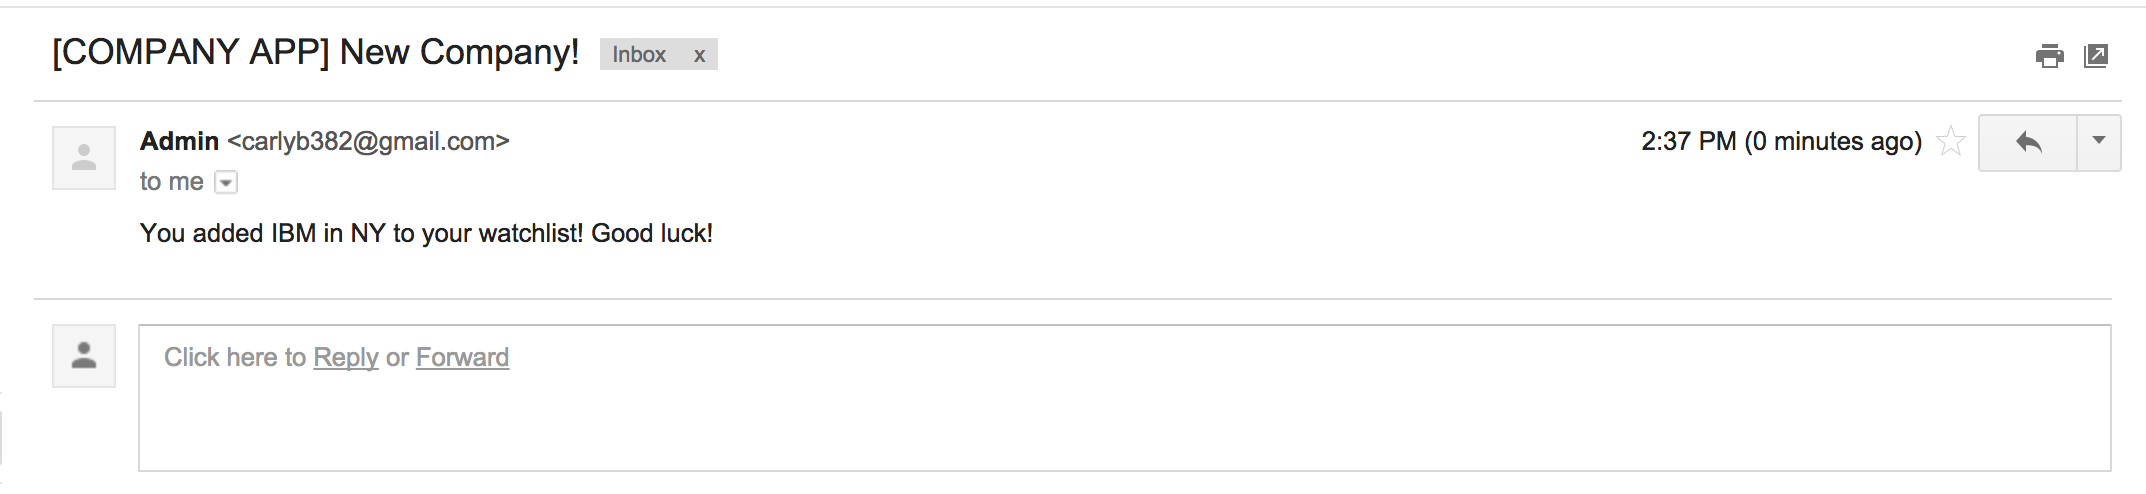 [COMPANY APP] New Company! Inbox x
Admin <carlyb382@gmail.com> 2:37 PM (0 minutes ago)
to me
You added IBM in NY to your watchlist! Good luck!
Click here to Reply or Forward